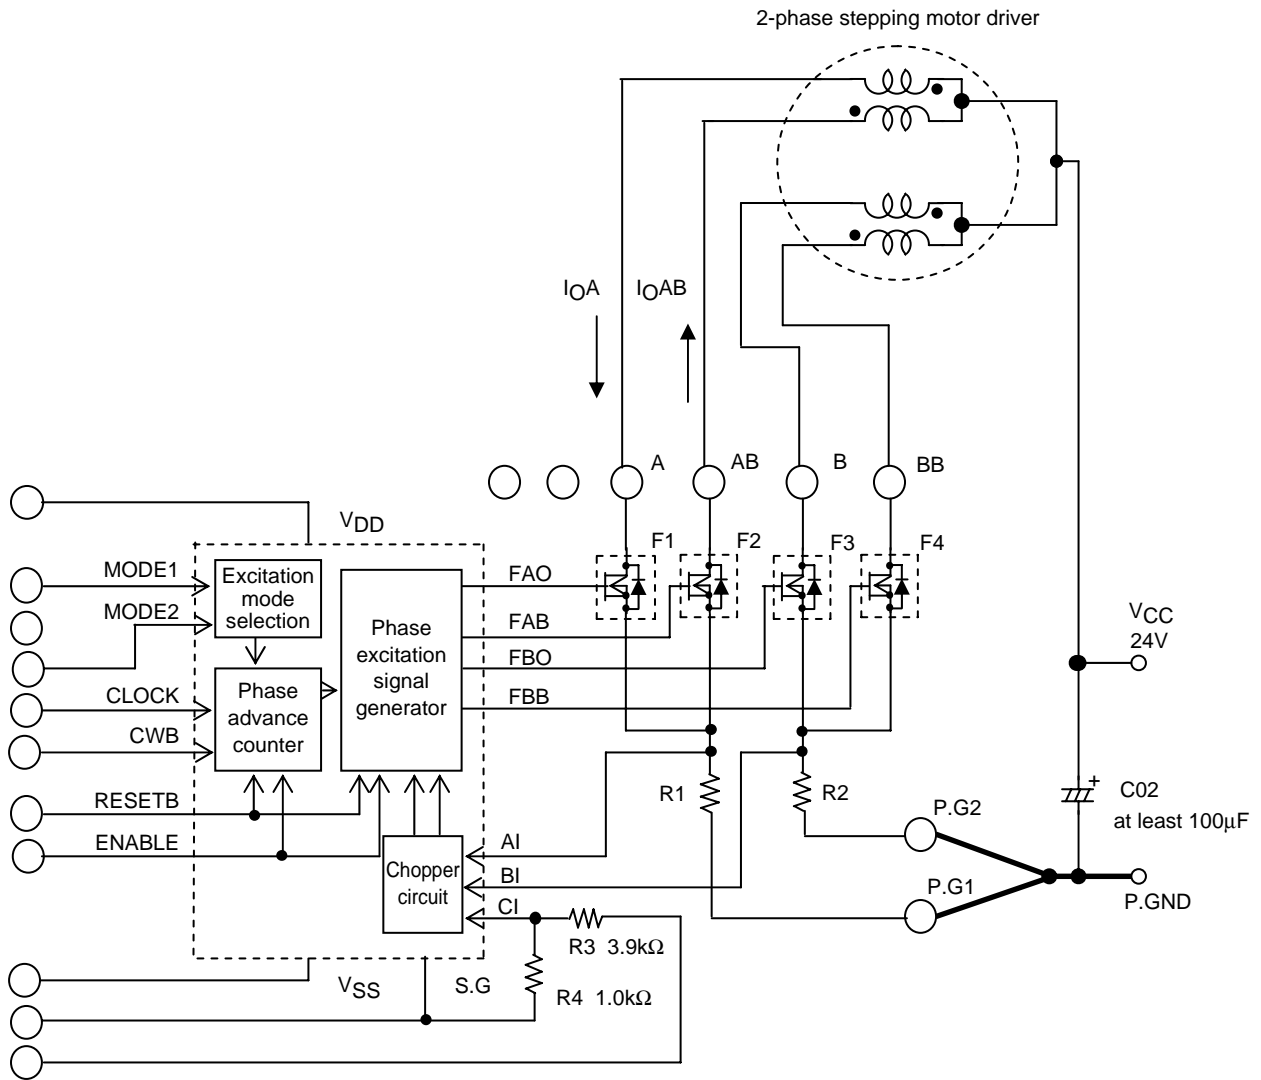 2-phase stepping motor driver
IOA
IOAB
A
AB
B
BB
VDD
F1
F2
F3
F4
MODE1
MODE2
CLOCK
CWB
RESETB
ENABLE
Excitation
mode
selection
Phase
advance
counter
Phase
excitation
signal
generator
FAO
FAB
FBO
FBB
VCC
24V
R1
R2
P.G2
P.G1
+
C02
at least 100μF
P.GND
Chopper
circuit
AI
BI
CI
R3 3.9kΩ
R4 1.0kΩ
VSS
S.G